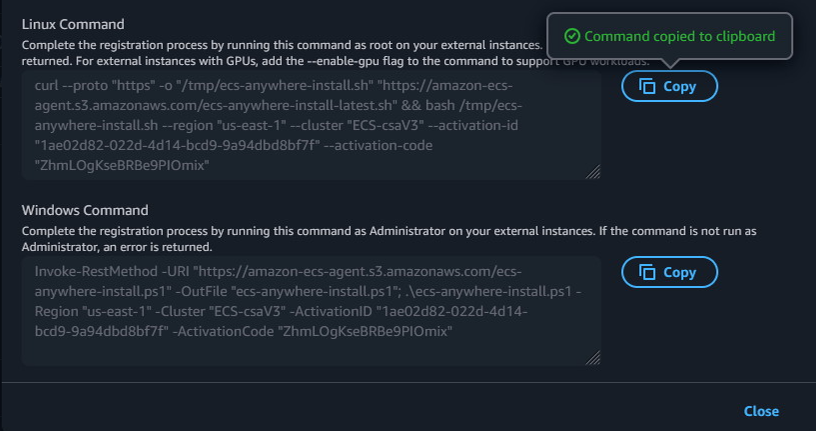 Linux Command
Command copied to clipboard
Complete the registration process by running this command as root on your external instances.
returned. For external instances with GPUs, add the --enable-gpu flag to the command to support GPU workloads.
curl --proto "https" -o "/tmp/ecs-anywhere-install.sh" "https://amazon-ecs-
agent.s3.amazonaws.com/ecs-anywhere-install-latest.sh" && bash /tmp/ecs-
anywhere-install.sh --region "us-east-1" --cluster "ECS-csaV3" --activation-id
"1ae02d82-022d-4d14-bcd9-9a94dbd8bf7f" --activation-code
"ZhmLOgKseBRBe9PIOmix"
Copy
Windows Command
Complete the registration process by running this command as Administrator on your external instances. If the command is not run as
Administrator, an error is returned.
Invoke-RestMethod -URI "https://amazon-ecs-agent.s3.amazonaws.com/ecs-
anywhere-install.ps1" -OutFile "ecs-anywhere-install.ps1"; .\ecs-anywhere-install.ps1 -
Region "us-east-1" -Cluster "ECS-csaV3" -ActivationID "1ae02d82-022d-4d14-
bcd9-9a94dbd8bf7f" -ActivationCode "ZhmLOgKseBRBe9PIOmix"
Copy
Close